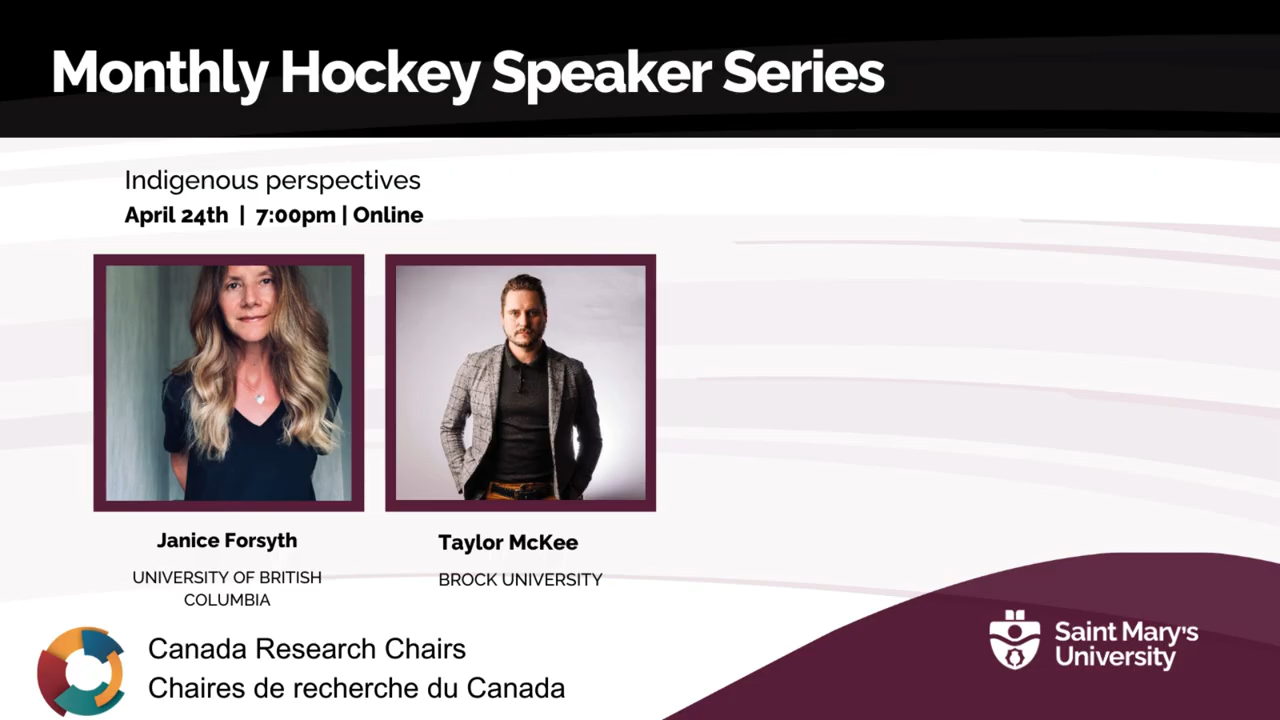 Monthly Hockey Speaker Series
Indigenous perspectives
April 24th | 7:00pm | Online
Janice Forsyth
UNIVERSITY OF BRITISH
COLUMBIA
Taylor McKee
BROCK UNIVERSITY
Canada Research Chairs
Chaires de recherche du Canada
Saint Mary's
University